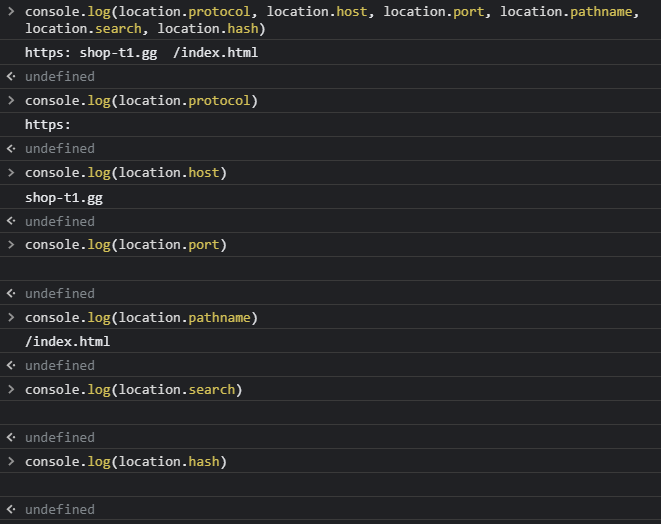 console.log(location.protocol, location.host, location.port, location.pathname,
location.search, location.hash)
https: shop-t1.gg  /index.html
undefined
console.log(location.protocol)
https:
undefined
console.log(location.host)
shop-t1.gg
undefined
console.log(location.port)
undefined
console.log(location.pathname)
/index.html
undefined
console.log(location.search)
undefined
console.log(location.hash)
undefined